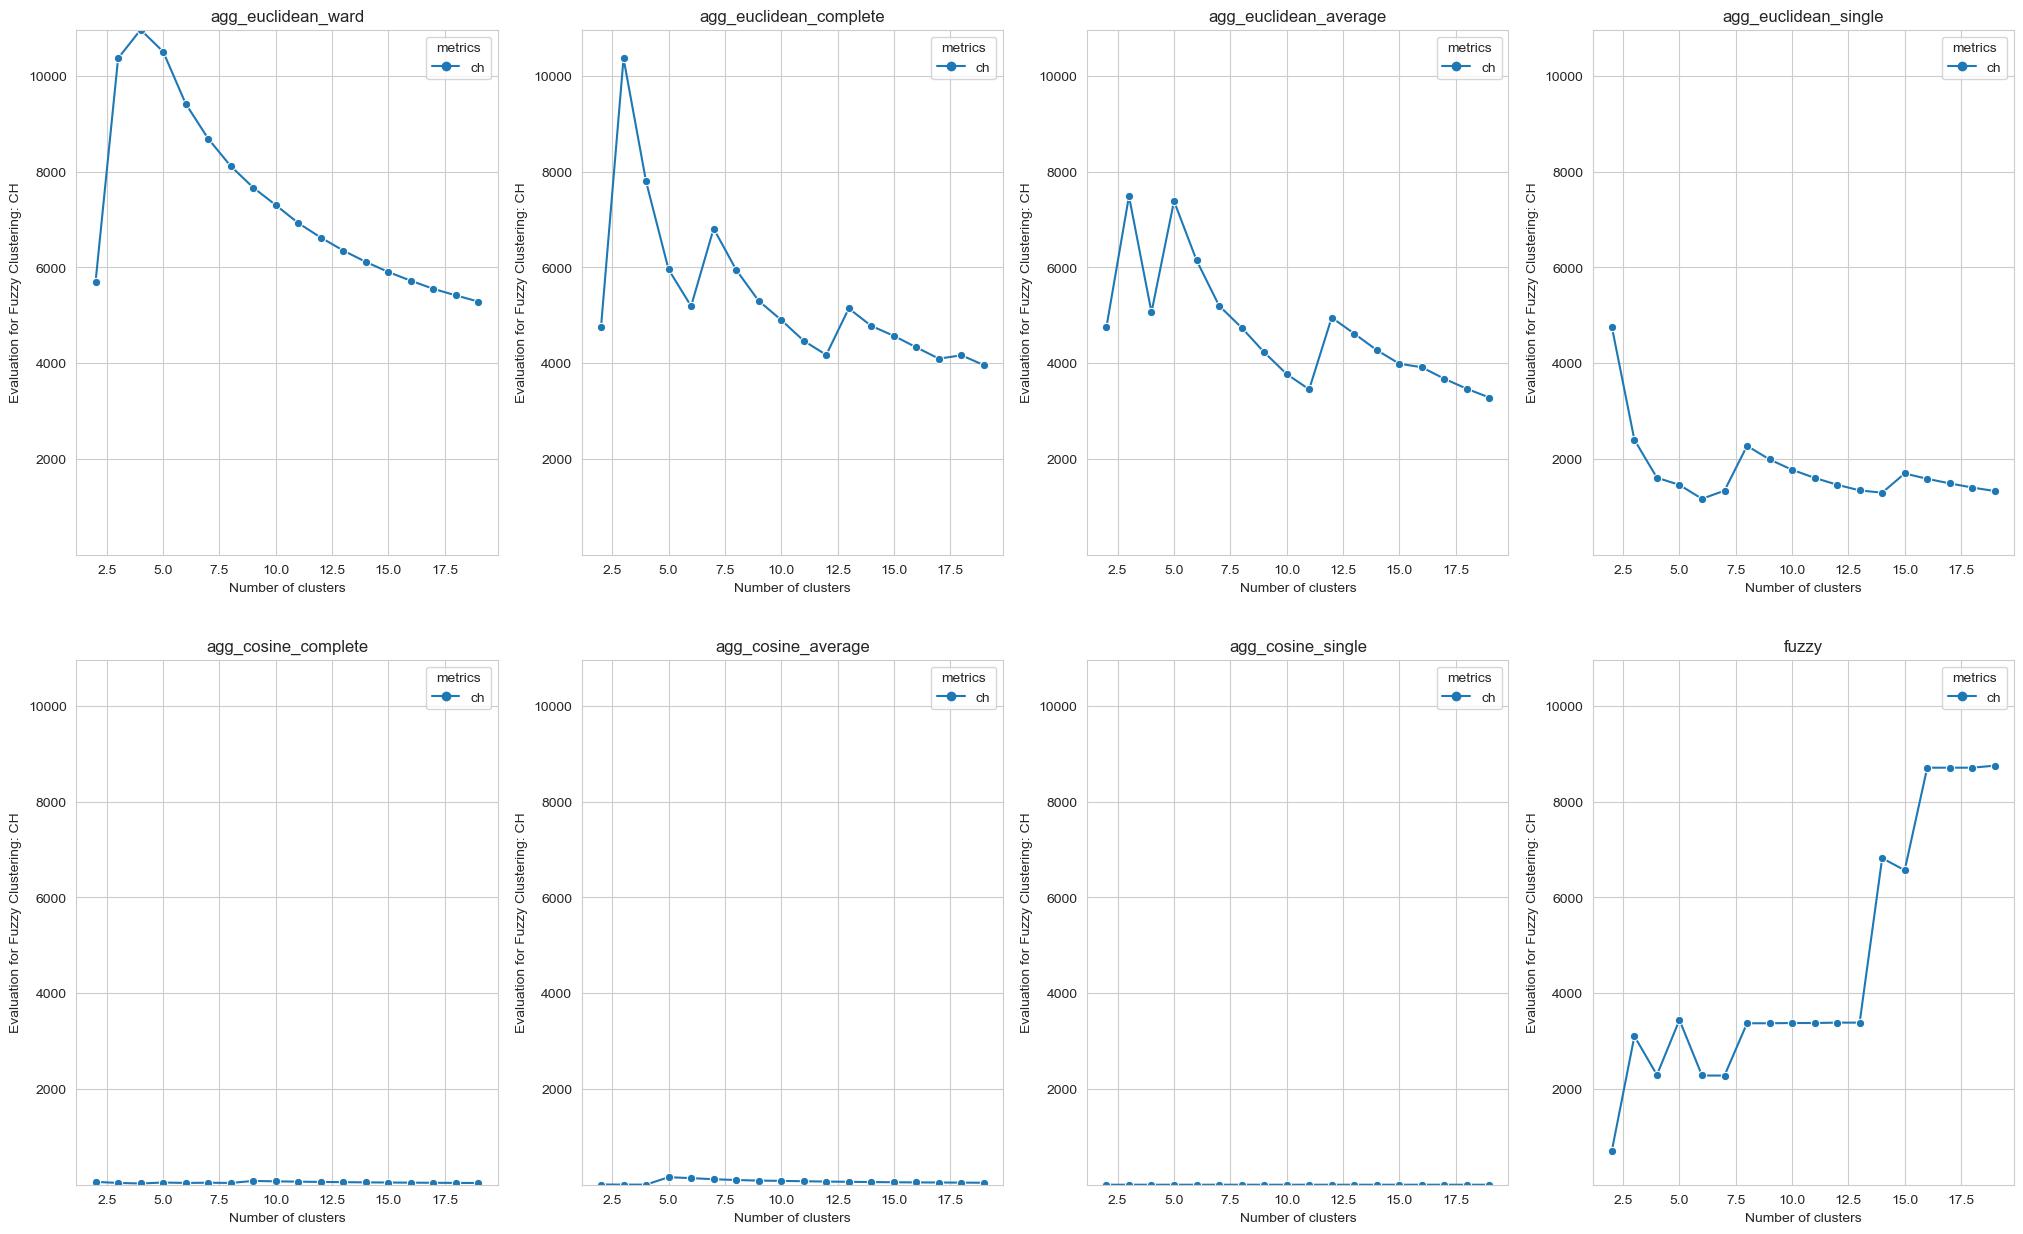 agg_euclidean_ward
metrics
ch
10000
8000
6000
4000
2000
Evaluation for Fuzzy Clustering: CH
2.5 5.0 7.5 10.0 12.5 15.0 17.5
Number of clusters
agg_euclidean_complete
metrics
ch
10000
8000
6000
4000
2000
Evaluation for Fuzzy Clustering: CH
2.5 5.0 7.5 10.0 12.5 15.0 17.5
Number of clusters
agg_euclidean_average
metrics
ch
10000
8000
6000
4000
2000
Evaluation for Fuzzy Clustering: CH
2.5 5.0 7.5 10.0 12.5 15.0 17.5
Number of clusters
agg_euclidean_single
metrics
ch
10000
8000
6000
4000
2000
Evaluation for Fuzzy Clustering: CH
2.5 5.0 7.5 10.0 12.5 15.0 17.5
Number of clusters
agg_cosine_complete
metrics
ch
10000
8000
6000
4000
2000
Evaluation for Fuzzy Clustering: CH
2.5 5.0 7.5 10.0 12.5 15.0 17.5
Number of clusters
agg_cosine_average
metrics
ch
10000
8000
6000
4000
2000
Evaluation for Fuzzy Clustering: CH
2.5 5.0 7.5 10.0 12.5 15.0 17.5
Number of clusters
agg_cosine_single
metrics
ch
10000
8000
6000
4000
2000
Evaluation for Fuzzy Clustering: CH
2.5 5.0 7.5 10.0 12.5 15.0 17.5
Number of clusters
fuzzy
metrics
ch
10000
8000
6000
4000
2000
Evaluation for Fuzzy Clustering: CH
2.5 5.0 7.5 10.0 12.5 15.0 17.5
Number of clusters